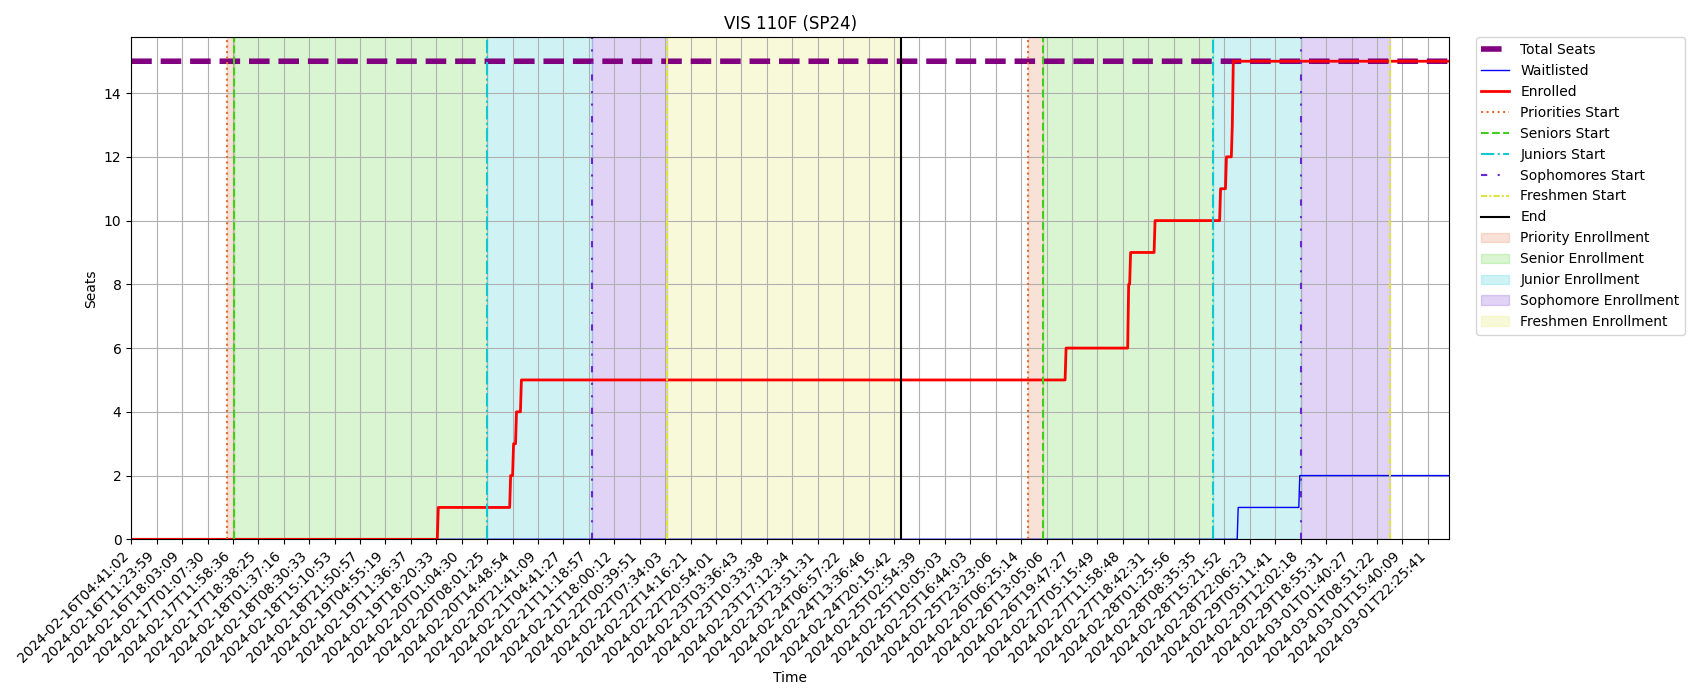 VIS 110F (SP24)
Total Seats
Waitlisted
Enrolled
Priorities Start
Seniors Start
Juniors Start
Sophomores Start
Freshmen Start
End
Priority Enrollment
Senior Enrollment
Junior Enrollment
Sophomore Enrollment
Freshmen Enrollment
Seats
14
12
10
8
6
4
2
0
2024-02-16T04:41:02
2024-02-16T11:23:59
2024-02-16T18:03:09
2024-02-17T01:07:30
2024-02-17T11:58:36
2024-02-17T18:38:25
2024-02-18T01:37:16
2024-02-18T08:30:33
2024-02-18T15:10:53
2024-02-18T21:50:57
2024-02-19T04:55:19
2024-02-19T11:36:37
2024-02-19T18:20:33
2024-02-20T01:04:30
2024-02-20T08:01:25
2024-02-20T14:48:54
2024-02-20T21:41:09
2024-02-21T04:41:27
2024-02-21T11:18:57
2024-02-21T18:00:12
2024-02-22T00:39:51
2024-02-22T07:34:03
2024-02-22T14:16:21
2024-02-22T20:54:01
2024-02-23T03:36:43
2024-02-23T10:33:38
2024-02-23T17:12:34
2024-02-23T23:51:31
2024-02-24T06:57:22
2024-02-24T13:36:46
2024-02-24T20:15:42
2024-02-25T02:54:39
2024-02-25T10:05:03
2024-02-25T16:44:03
2024-02-25T23:23:06
2024-02-26T06:25:14
2024-02-26T13:05:06
2024-02-26T19:47:27
2024-02-27T05:15:49
2024-02-27T11:58:48
2024-02-27T18:42:31
2024-02-28T01:25:56
2024-02-28T08:35:35
2024-02-28T15:21:52
2024-02-28T22:06:23
2024-02-29T05:11:41
2024-02-29T12:02:18
2024-02-29T18:55:31
2024-03-01T01:40:27
2024-03-01T08:51:22
2024-03-01T15:40:09
2024-03-01T22:25:41
Time